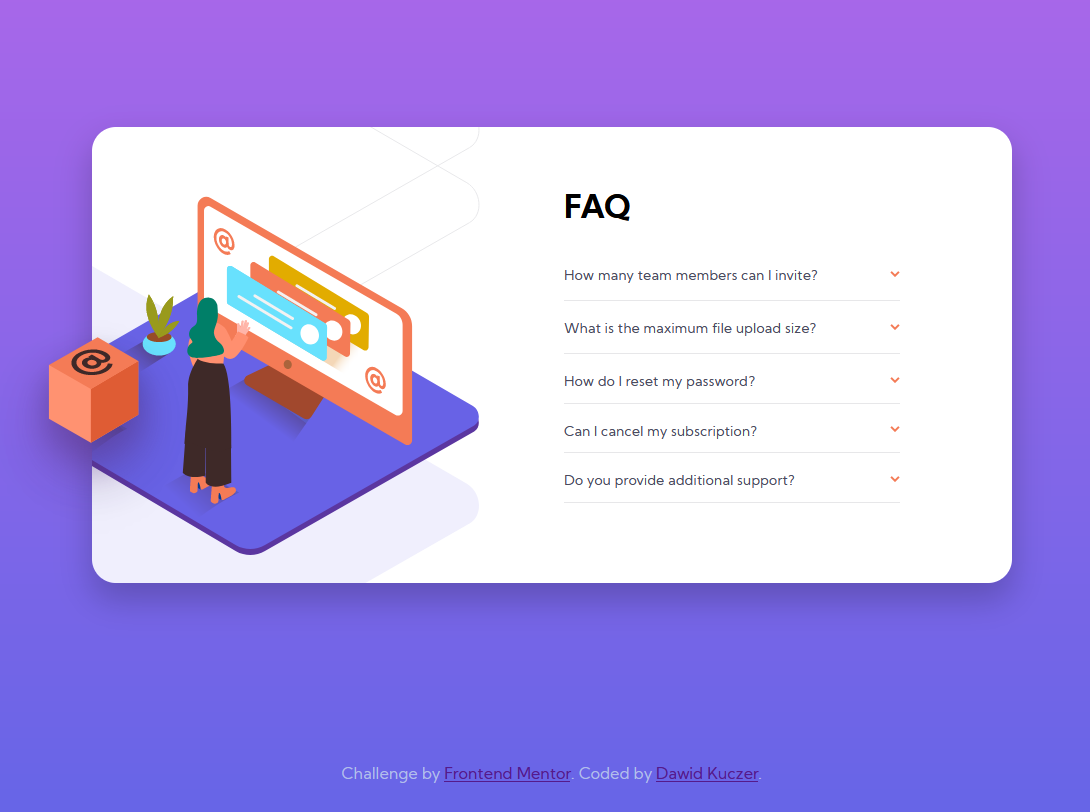 FAQ
How many team members can I invite?
What is the maximum file upload size?
How do I reset my password?
Can I cancel my subscription?
Do you provide additional support?
@
@
@
Challenge by Frontend Mentor. Coded by Dawid Kuczer.